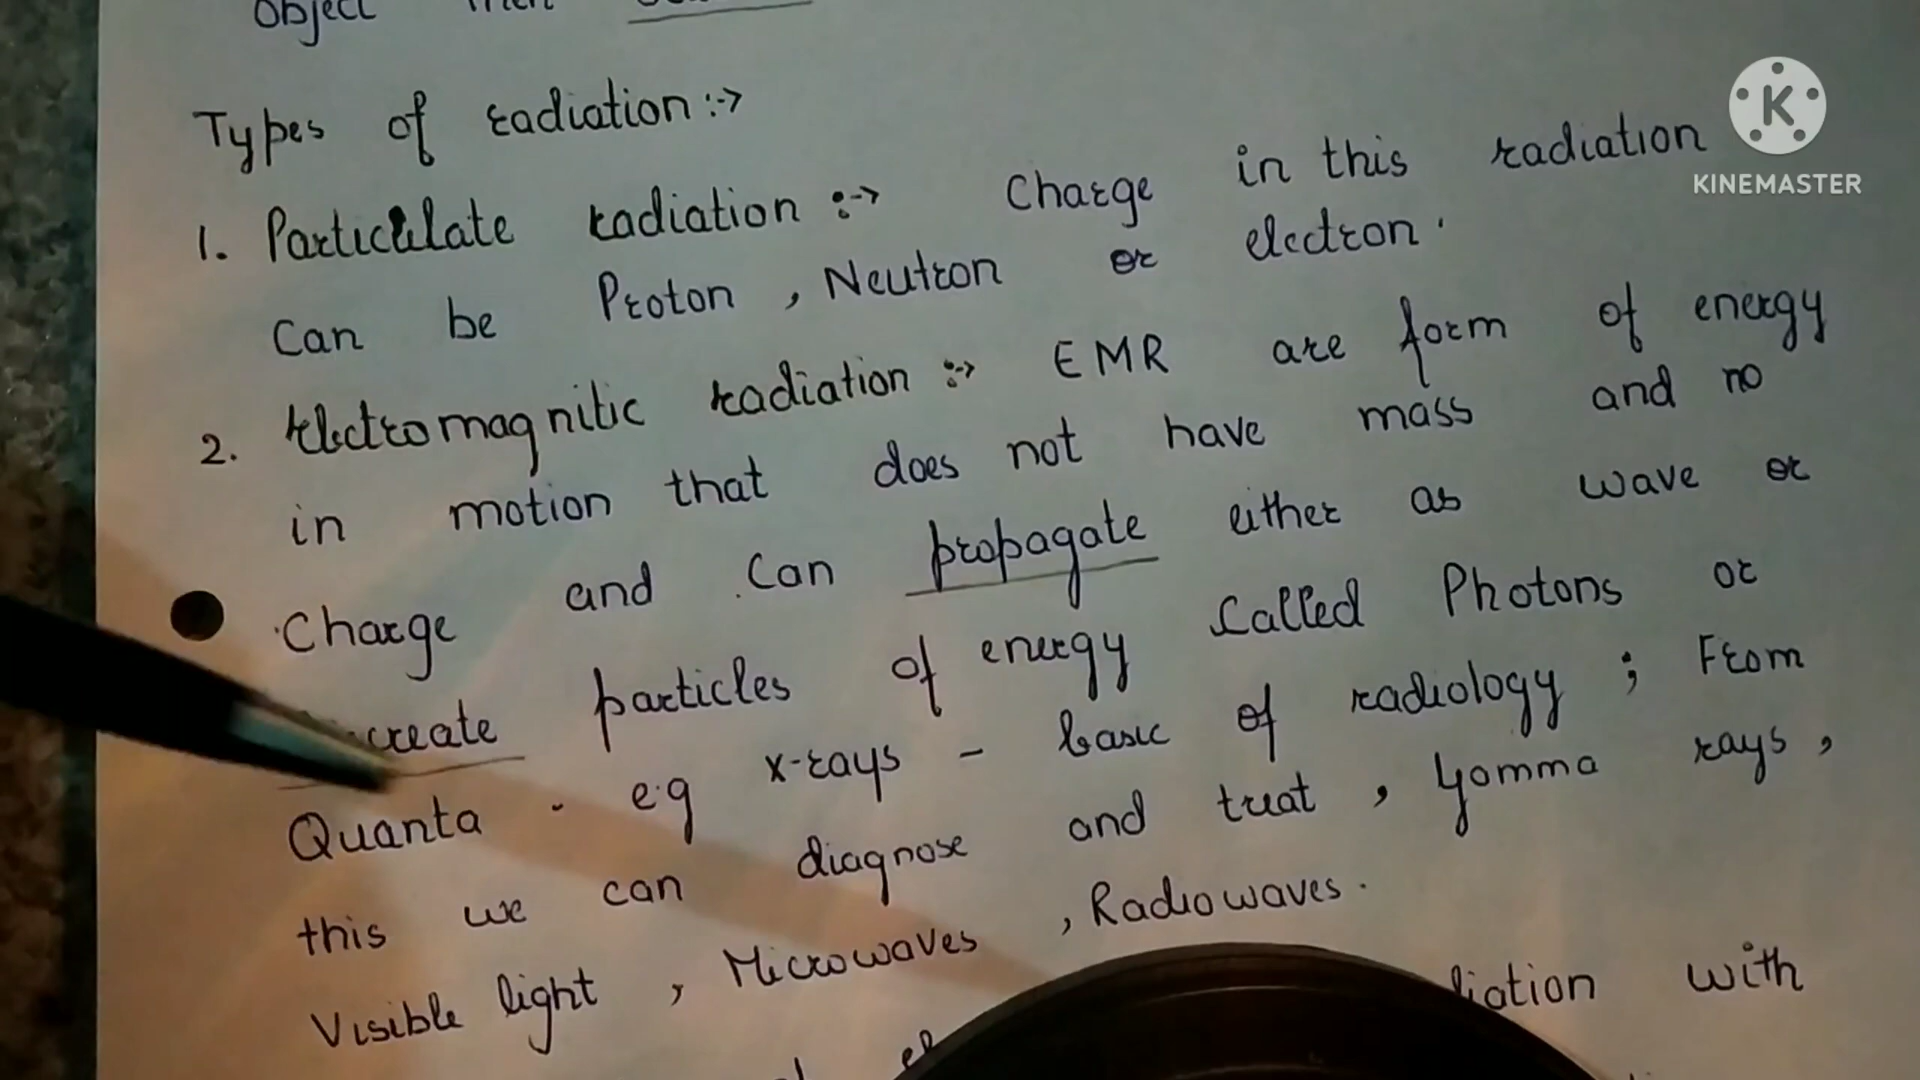 object then
Types of radiation :->
1. Particulate radiation :-> Charge in this radiation
can be Proton , Neutron or electron .
2. Electromagnitic radiation :-> EMR are form of energy
in motion that does not have mass and no
Charge and can propagate either as wave or
create particles of energy called Photons or
Quanta . e.g x-rays - basic of radiology ; From
this we can diagnose and treat , Gamma rays ,
Visible light , Microwaves , Radiowaves .
with
K
KINEMASTER